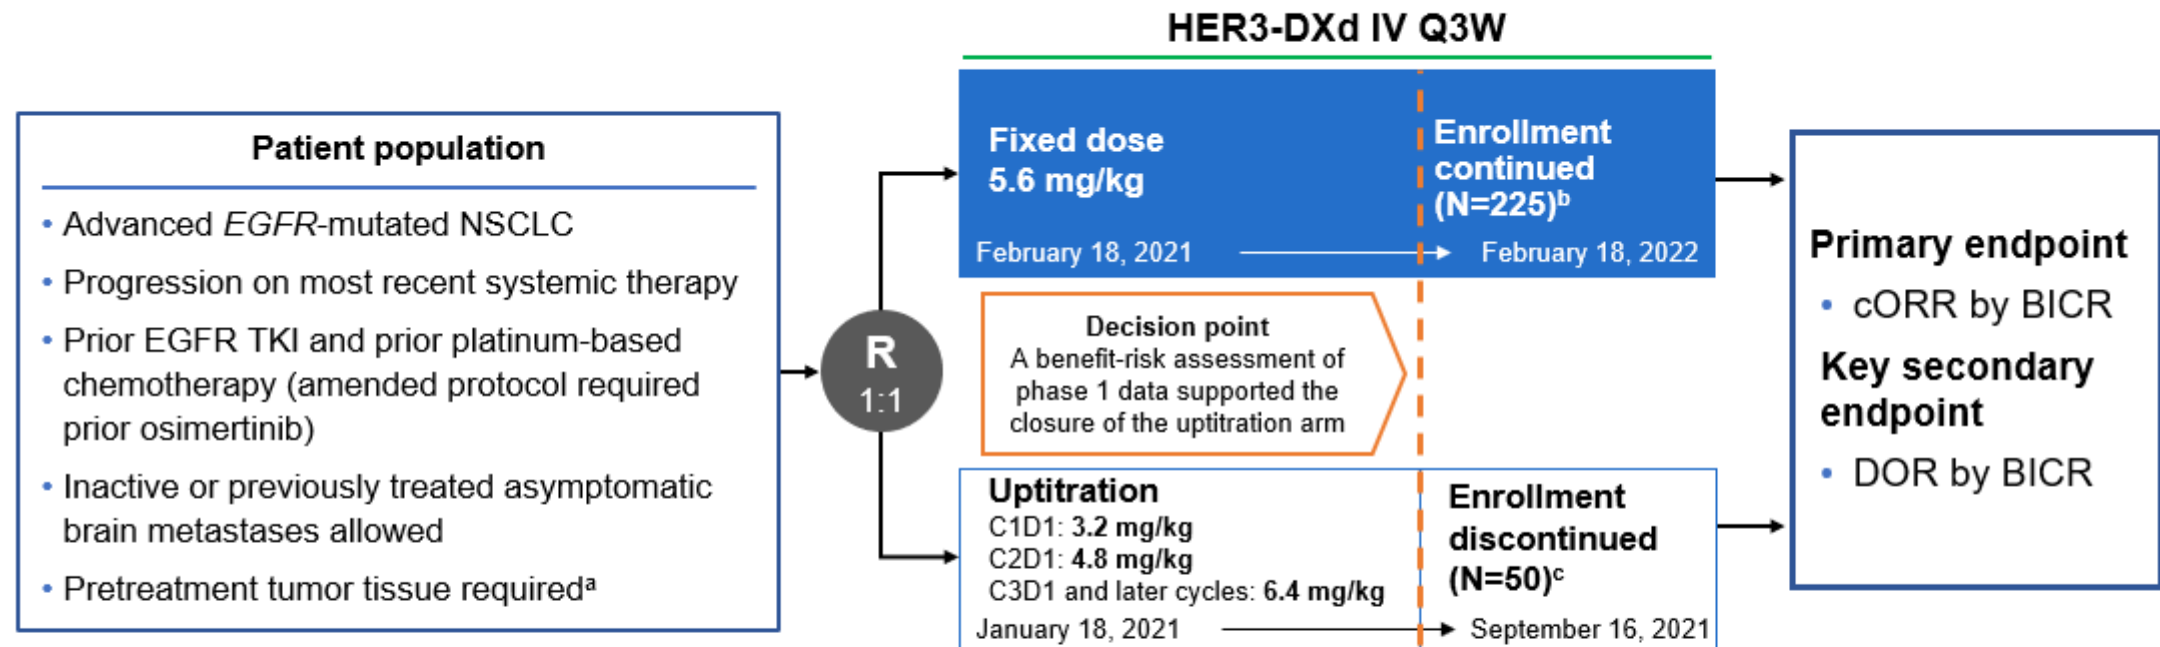 HER3-DXd IV Q3W
Patient population
• Advanced EGFR-mutated NSCLC
• Progression on most recent systemic therapy
• Prior EGFR TKI and prior platinum-based
chemotherapy (amended protocol required
prior osimertinib)
• Inactive or previously treated asymptomatic
brain metastases allowed
• Pretreatment tumor tissue requiredᵃ
R
1:1
Fixed dose
5.6 mg/kg
Enrollment
continued
(N=225)ᵇ
February 18, 2021
February 18, 2022
Decision point
A benefit-risk assessment of
phase 1 data supported the
closure of the uptitration arm
Uptitration
C1D1: 3.2 mg/kg
C2D1: 4.8 mg/kg
C3D1 and later cycles: 6.4 mg/kg
Enrollment
discontinued
(N=50)ᶜ
January 18, 2021
September 16, 2021
Primary endpoint
• cORR by BICR
Key secondary
endpoint
• DOR by BICR